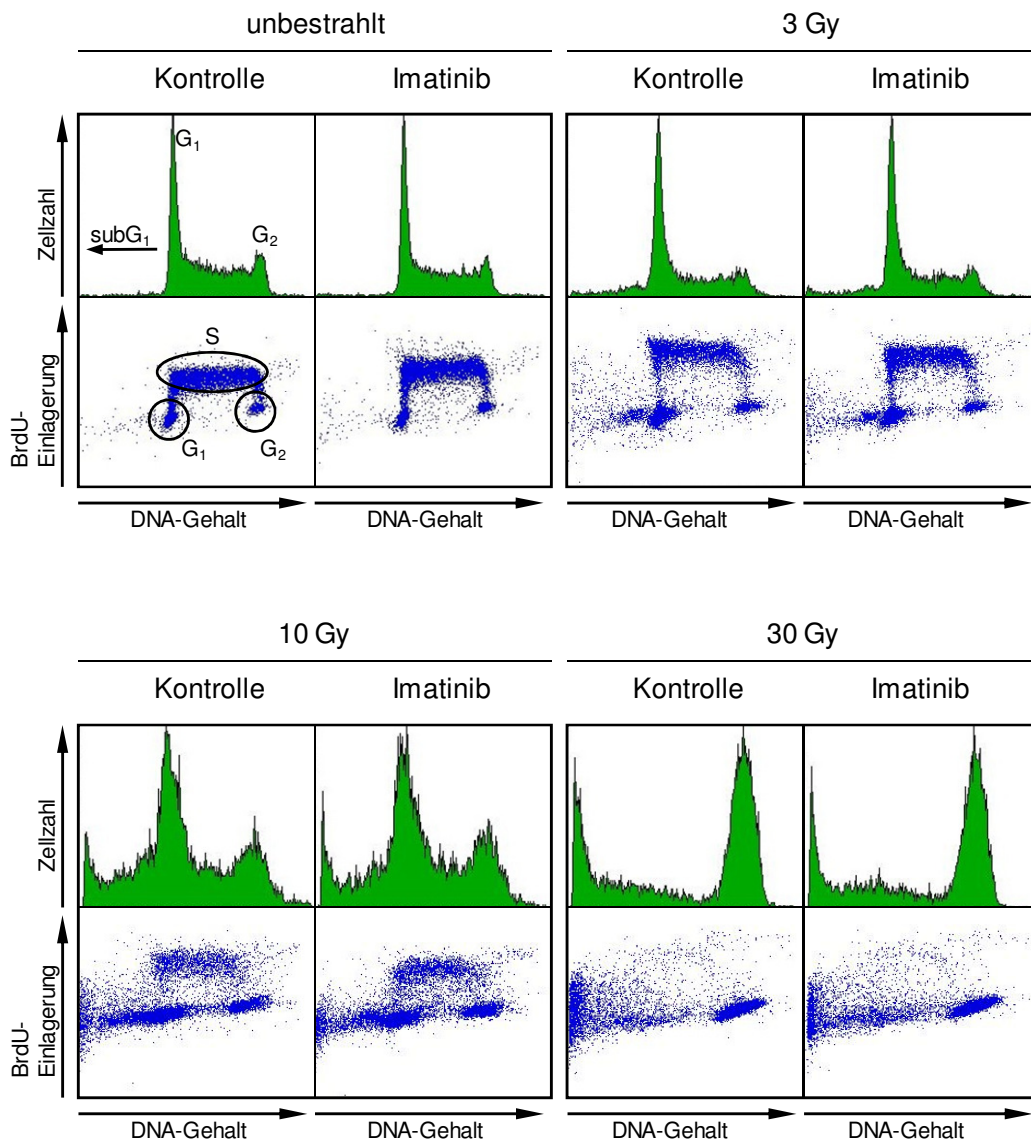 unbestrahlt
3 Gy
Kontrolle
Imatinib
Kontrolle
Imatinib
Zellzahl
G₁
subG₁
G₂
BrdU-
Einlagerung
S
G₁
G₂
DNA-Gehalt
DNA-Gehalt
DNA-Gehalt
DNA-Gehalt
10 Gy
30 Gy
Kontrolle
Imatinib
Kontrolle
Imatinib
Zellzahl
BrdU-
Einlagerung
DNA-Gehalt
DNA-Gehalt
DNA-Gehalt
DNA-Gehalt